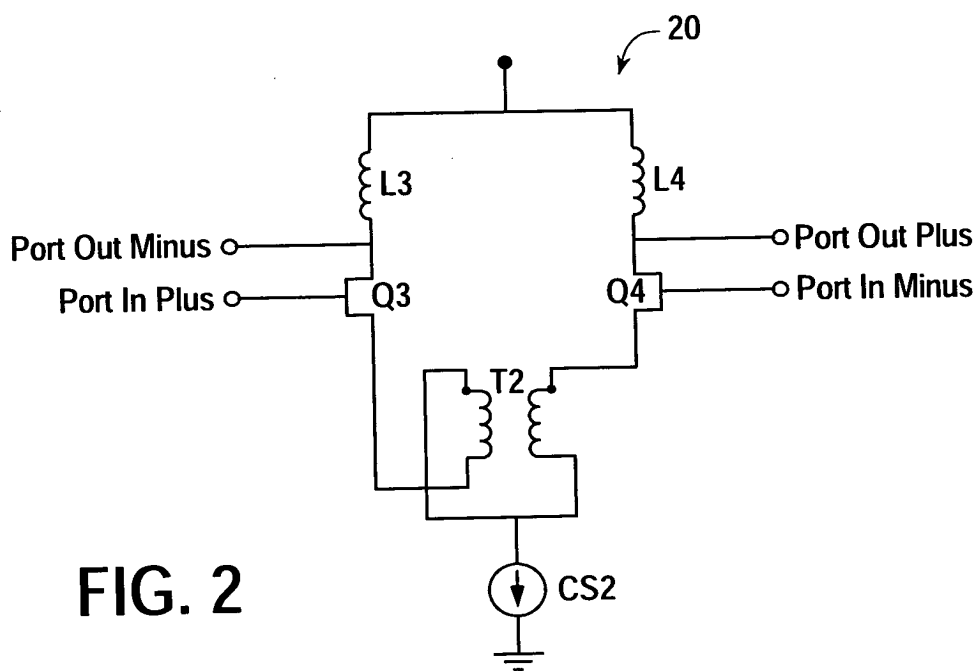 20
L3
L4
Port Out Minus
Port Out Plus
Port In Plus
Q3
Q4
Port In Minus
T2
CS2
FIG. 2